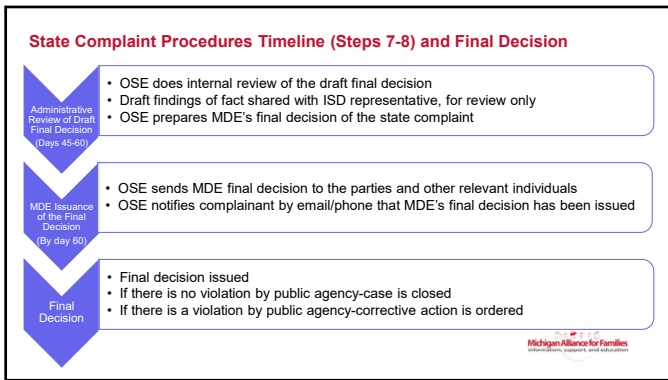 State Complaint Procedures Timeline (Steps 7-8) and Final Decision
Administrative
Review of Draft
Final Decision
(Days 45-60)
• OSE does internal review of the draft final decision
• Draft findings of fact shared with ISD representative, for review only
• OSE prepares MDE's final decision of the state complaint
MDE Issuance
of the Final
Decision
(By day 60)
• OSE sends MDE final decision to the parties and other relevant individuals
• OSE notifies complainant by email/phone that MDE's final decision has been issued
Final
Decision
• Final decision issued
• If there is no violation by public agency-case is closed
• If there is a violation by public agency-corrective action is ordered
Michigan Alliance for Families
information, support, and education